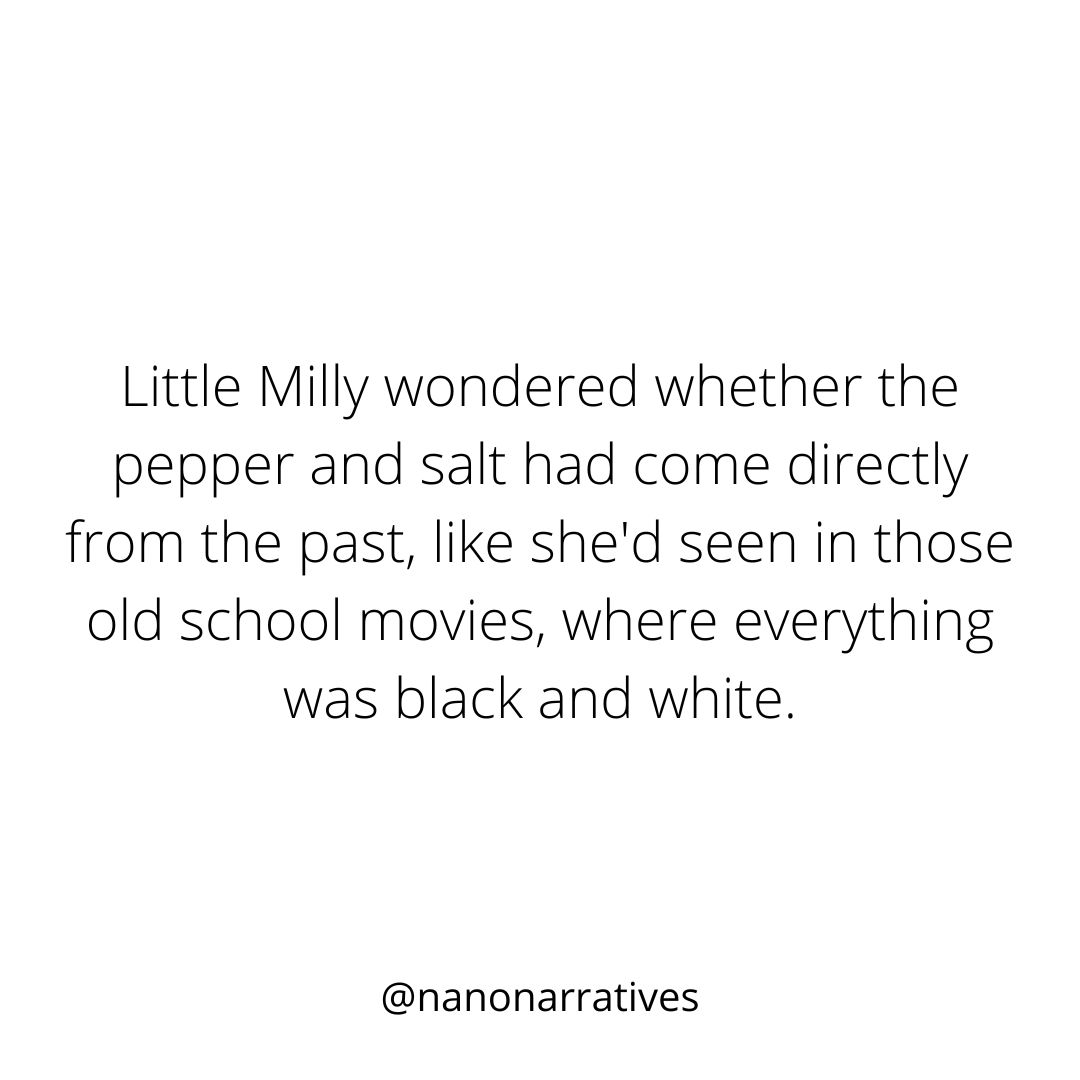 Little Milly wondered whether the
pepper and salt had come directly
from the past, like she'd seen in those
old school movies, where everything
was black and white.
@nanonarratives